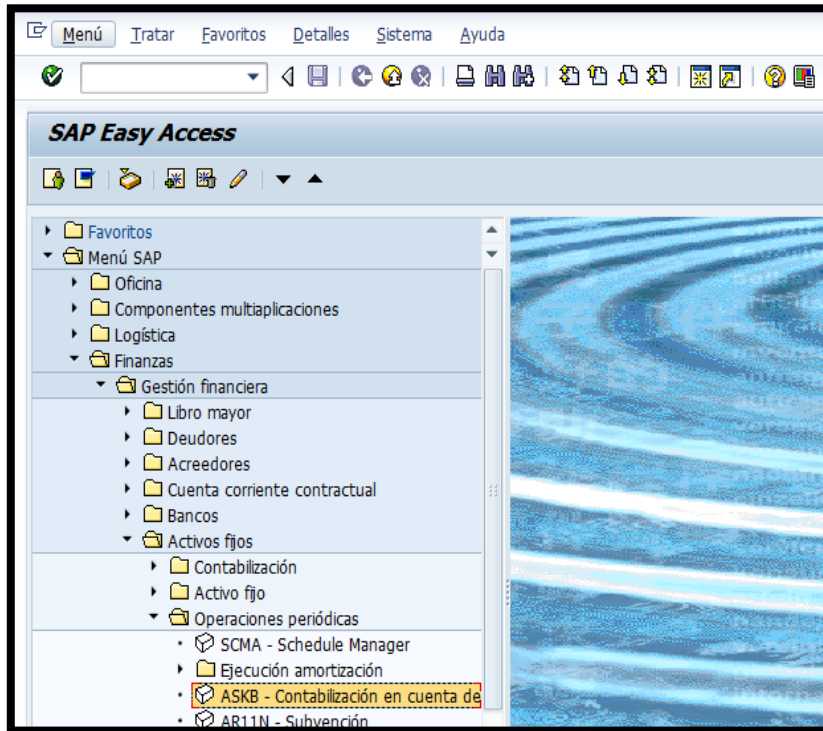 Menú Tratar Favoritos Detalles Sistema Ayuda
SAP Easy Access
Favoritos
Menú SAP
Oficina
Componentes multiaplicaciones
Logística
Finanzas
Gestión financiera
Libro mayor
Deudores
Acreedores
Cuenta corriente contractual
Bancos
Activos fijos
Contabilización
Activo fijo
Operaciones periódicas
SCMA - Schedule Manager
Ejecución amortización
ASKB - Contabilización en cuenta de
AR11N - Subvención